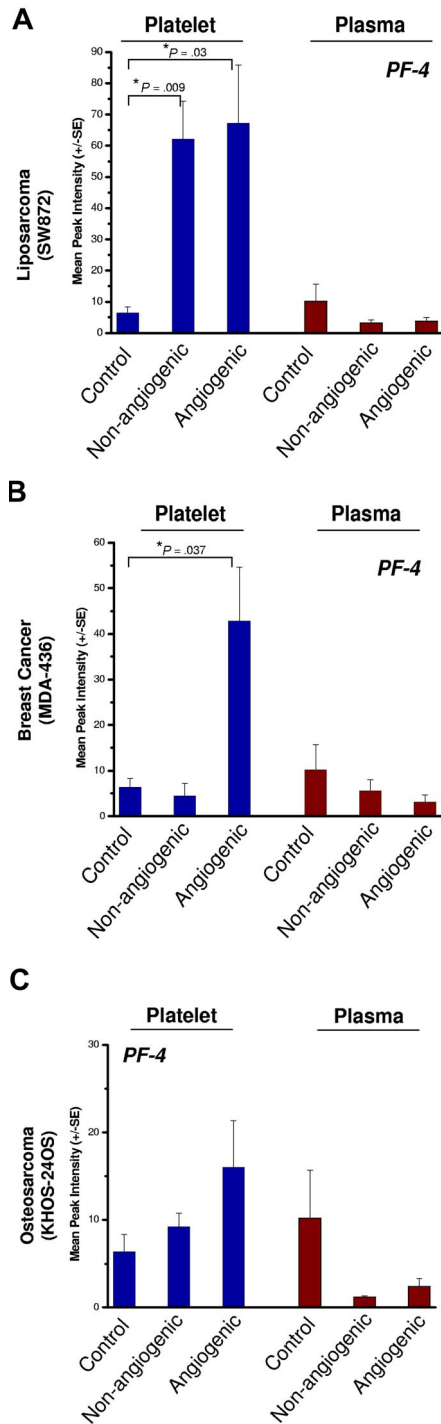 A
Platelet Plasma
* P = .03
PF-4
* P = .009
Liposarcoma
(SW872)
Mean Peak Intensity (+/-SE)
90
80
70
60
50
40
30
20
10
0
Control Non-angiogenic Angiogenic Control Non-angiogenic Angiogenic
B
Platelet Plasma
* P = .037
PF-4
Breast Cancer
(MDA-436)
Mean Peak Intensity (+/-SE)
60
50
40
30
20
10
0
Control Non-angiogenic Angiogenic Control Non-angiogenic Angiogenic
C
Platelet Plasma
PF-4
Osteosarcoma
(KHOS-24OS)
Mean Peak Intensity (+/-SE)
30
20
10
0
Control Non-angiogenic Angiogenic Control Non-angiogenic Angiogenic